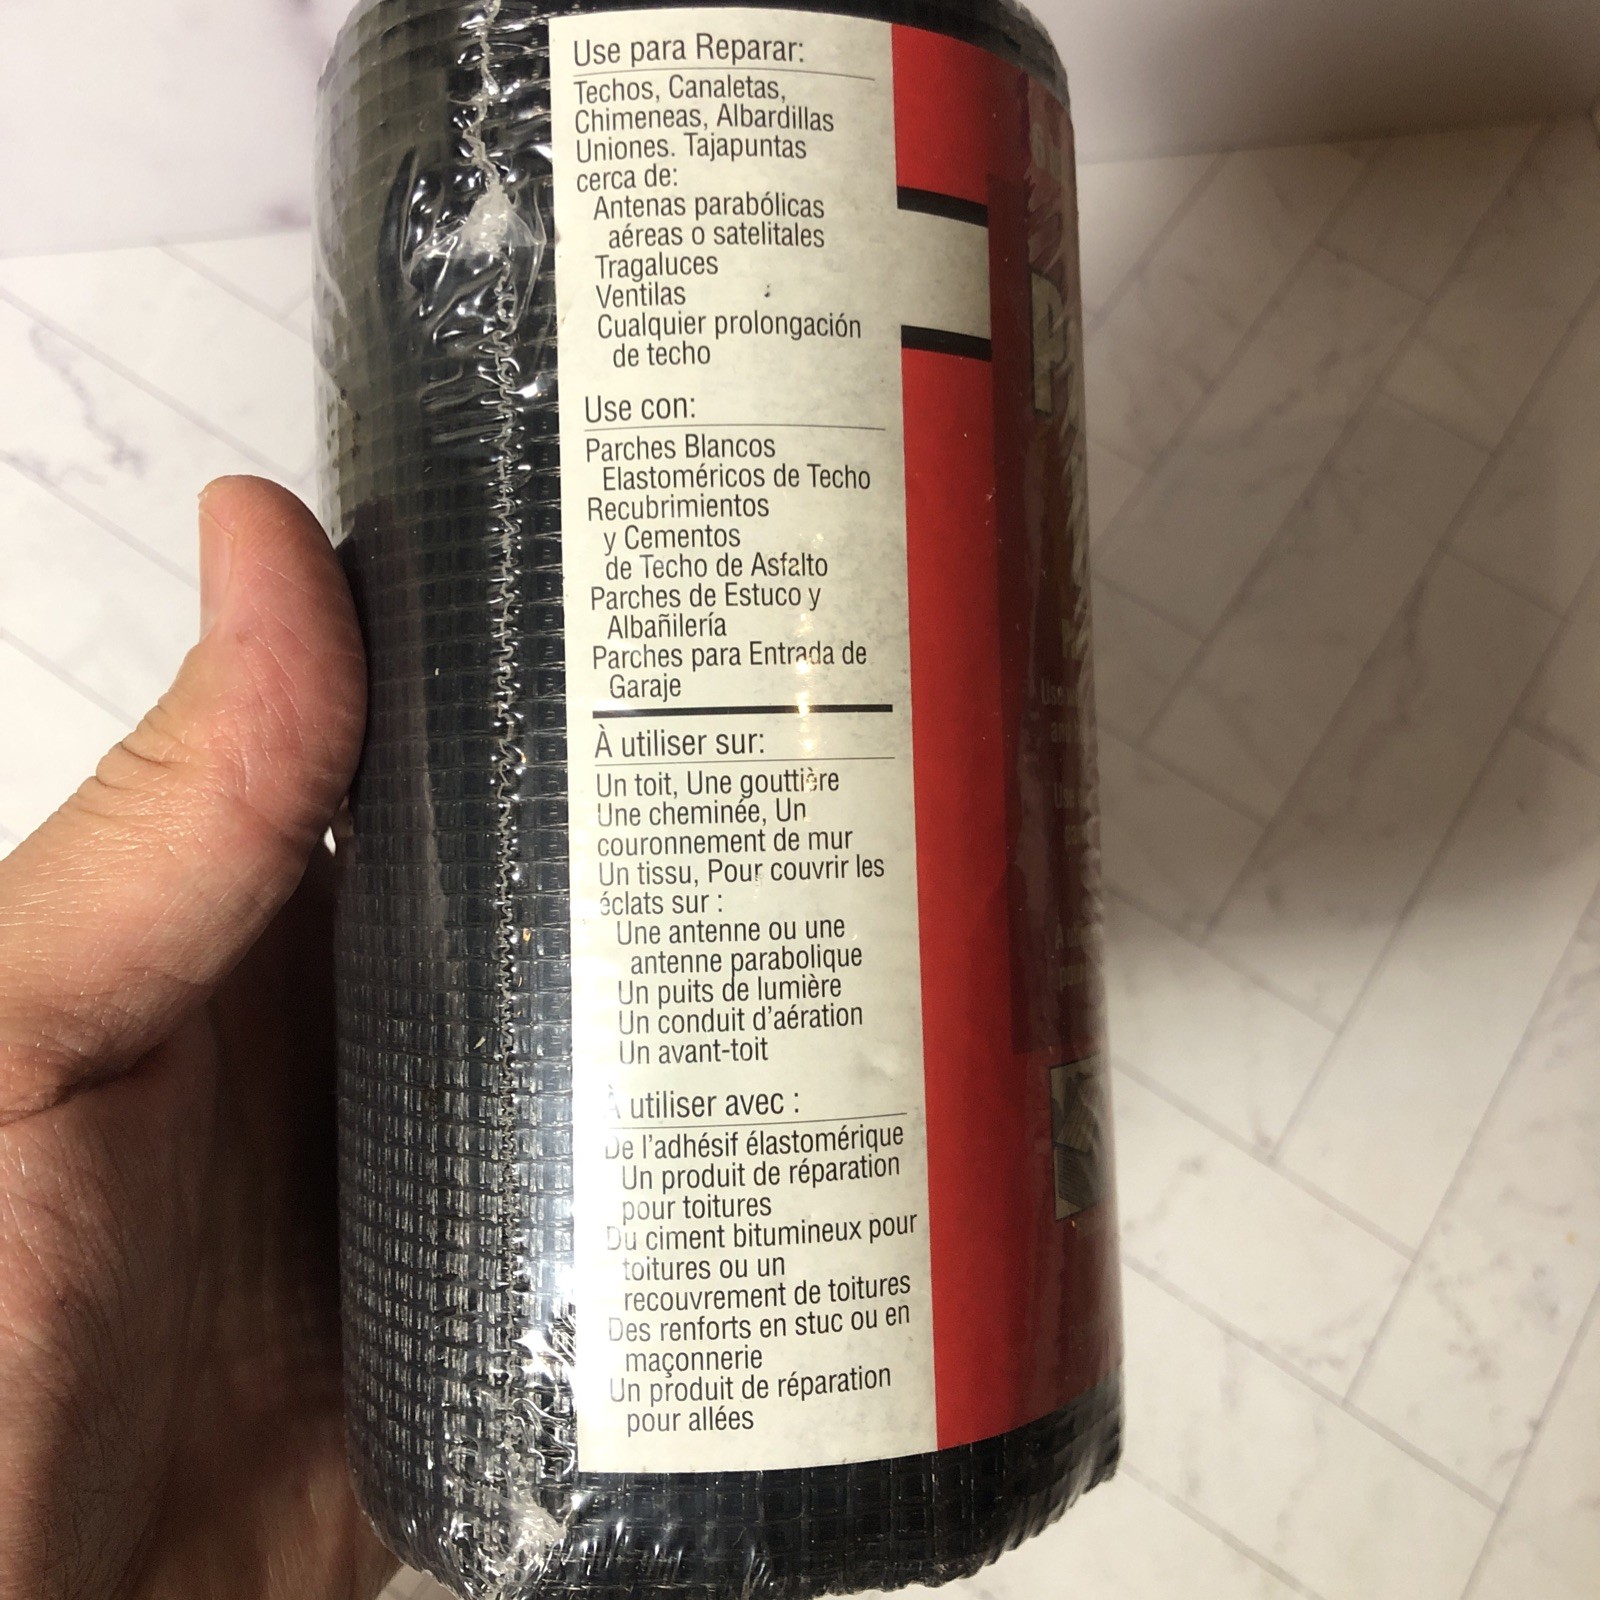 Use para Reparar:
Techos, Canaletas,
Chimeneas, Albardillas
Uniones. Tajapuntas
cerca de:
Antenas parabólicas
aéreas o satelitales
Tragaluces
Ventilas
Cualquier prolongación
de techo
Use con:
Parches Blancos
Elastoméricos de Techo
Recubrimientos
y Cementos
de Techo de Asfalto
Parches de Estuco y
Albañilería
Parches para Entrada de
Garaje
À utiliser sur:
Un toit, Une gouttière
Une cheminée, Un
couronnement de mur
Un tissu, Pour couvrir les
éclats sur :
Une antenne ou une
antenne parabolique
Un puits de lumière
Un conduit d'aération
Un avant-toit
À utiliser avec :
De l'adhésif élastomérique
Un produit de réparation
pour toitures
Du ciment bitumineux pour
toitures ou un
recouvrement de toitures
Des renforts en stuc ou en
maçonnerie
Un produit de réparation
pour allées